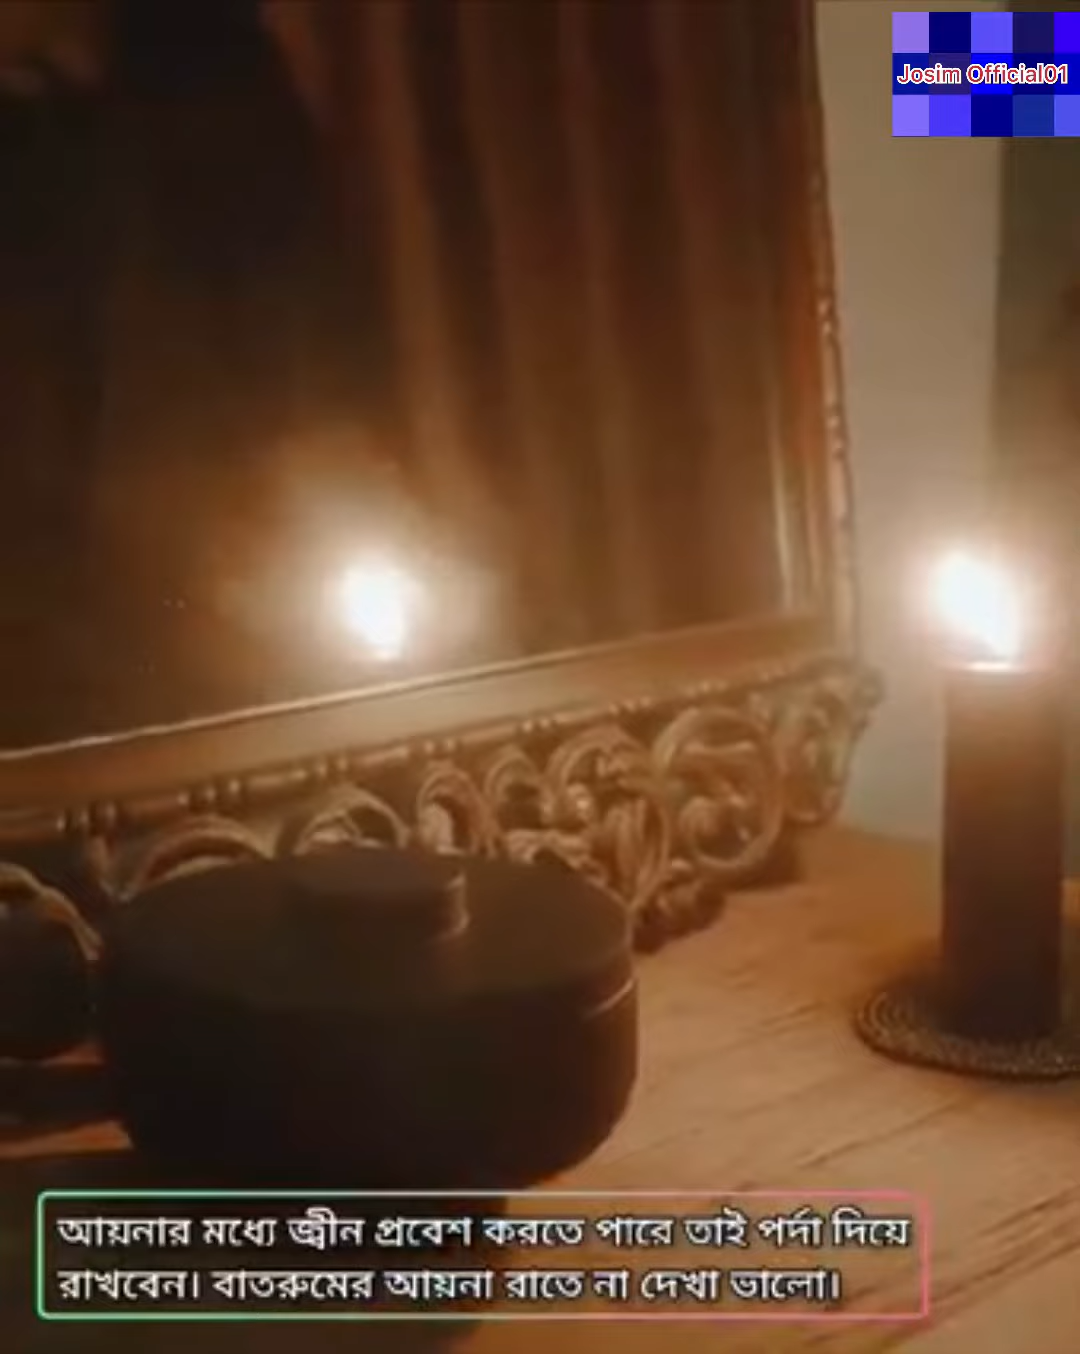 Josim Official01
আয়নার মধ্যে জ্বীন প্রবেশ করতে পারে তাই পর্দা দিয়ে
রাখবেন। বাতরুমের আয়না রাতে না দেখা ভালো।